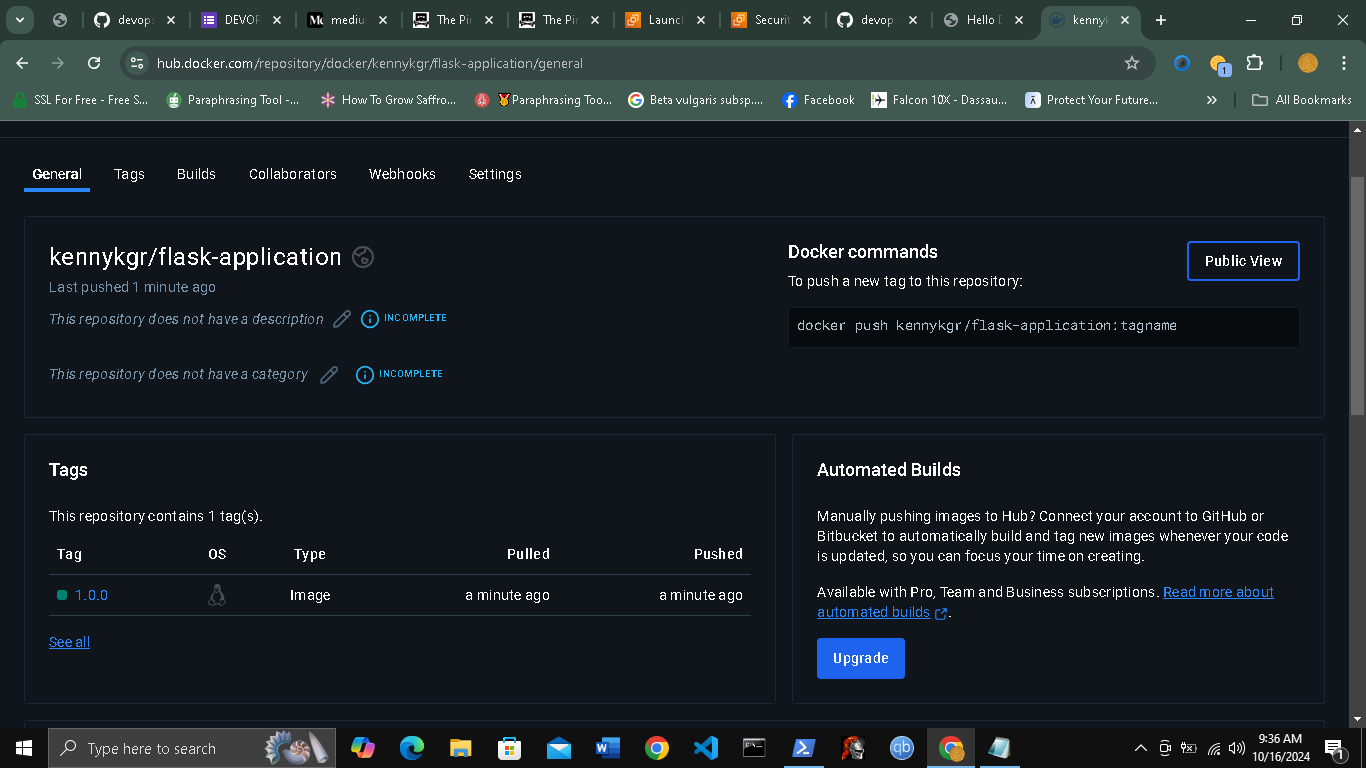 devop
DEVOP
mediu
The Pi
The Pi
Launc
Securit
devop
Hello
kenny
hub.docker.com/repository/docker/kennykgr/flask-application/general
1
SSL For Free - Free S...
Paraphrasing Tool -...
How To Grow Saffro...
Paraphrasing Too...
Beta vulgaris subsp....
Facebook
Falcon 10X - Dassau...
Protect Your Future...
All Bookmarks
General
Tags
Builds
Collaborators
Webhooks
Settings
kennykgr/flask-application
Last pushed 1 minute ago
This repository does not have a description
INCOMPLETE
This repository does not have a category
INCOMPLETE
Docker commands
To push a new tag to this repository:
Public View
docker push kennykgr/flask-application:tagname
Tags
This repository contains 1 tag(s).
Tag OS Type Pulled Pushed
1.0.0 Image a minute ago a minute ago
See all
Automated Builds
Manually pushing images to Hub? Connect your account to GitHub or
Bitbucket to automatically build and tag new images whenever your code
is updated, so you can focus your time on creating.
Available with Pro, Team and Business subscriptions. Read more about
automated builds .
Upgrade
Type here to search
qb
9:36 AM
10/16/2024
1